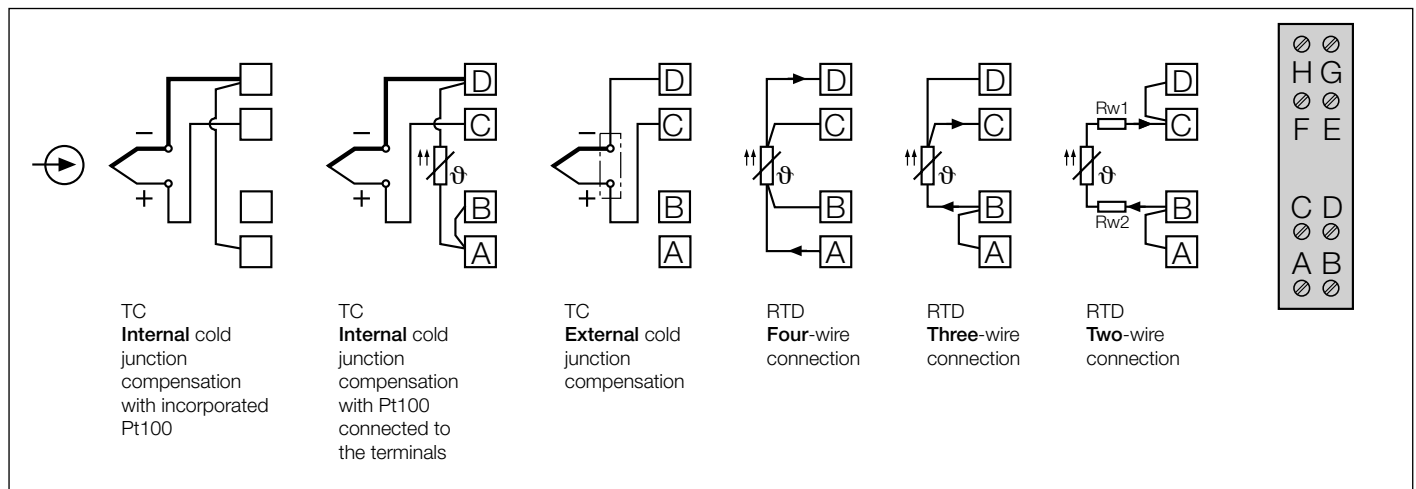 − +
TC
Internal cold
junction
compensation
with incorporated
Pt100
− +
D
C
ϑ
B
A
TC
Internal cold
junction
compensation
with Pt100
connected to
the terminals
− +
D
C
B
A
TC
External cold
junction
compensation
D
C
ϑ
B
A
RTD
Four-wire
connection
D
C
ϑ
B
A
RTD
Three-wire
connection
D
Rw1
C
ϑ
B
Rw2
A
RTD
Two-wire
connection
H G
F E
C D
A B